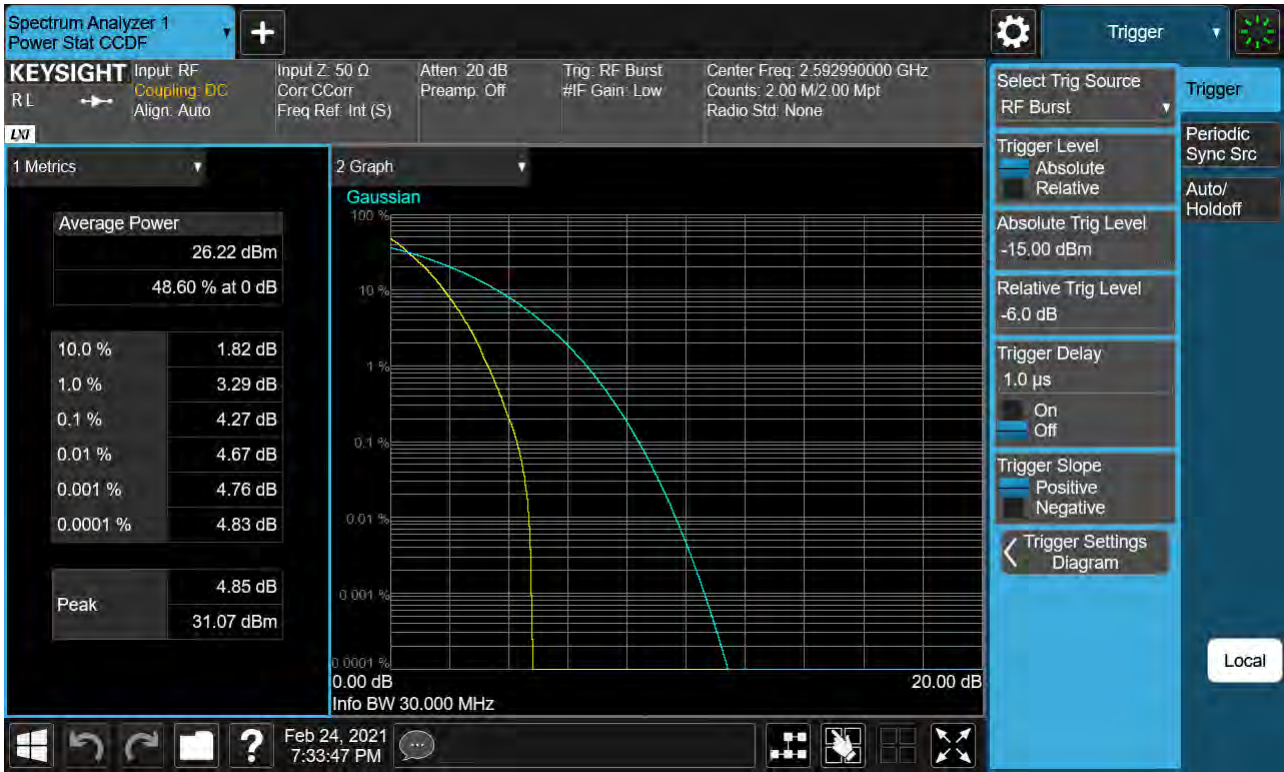 Spectrum Analyzer 1
Power Stat CCDF
+
Trigger
KEYSIGHT
RL
LXI
Input: RF
Coupling: DC
Align: Auto
Input Z: 50 Ω
Corr CCorr
Freq Ref: Int (S)
Atten: 20 dB
Preamp: Off
Trig: RF Burst
#IF Gain: Low
Center Freq: 2.592990000 GHz
Counts: 2.00 M/2.00 Mpt
Radio Std: None
1 Metrics
Average Power
26.22 dBm
48.60 % at 0 dB
10.0 % 1.82 dB
1.0 % 3.29 dB
0.1 % 4.27 dB
0.01 % 4.67 dB
0.001 % 4.76 dB
0.0001 % 4.83 dB
Peak
4.85 dB
31.07 dBm
2 Graph
Gaussian
100 %
10 %
1 %
0.1 %
0.01 %
0.001 %
0.0001 %
0.00 dB 20.00 dB
Info BW 30.000 MHz
Select Trig Source
RF Burst
Trigger Level
Absolute
Relative
Absolute Trig Level
-15.00 dBm
Relative Trig Level
-6.0 dB
Trigger Delay
1.0 µs
On
Off
Trigger Slope
Positive
Negative
Trigger Settings
Diagram
Trigger
Periodic
Sync Src
Auto/
Holdoff
Local
?
Feb 24, 2021
7:33:47 PM